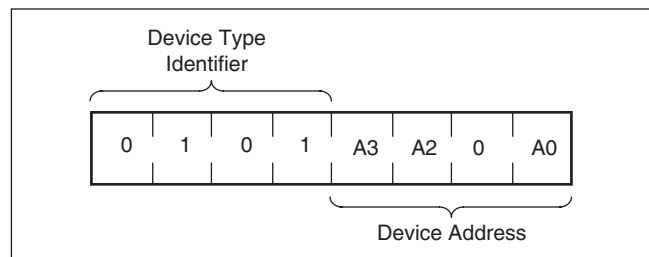 Device Type
Identifier
0 1 0 1 A3 A2 0 A0
Device Address